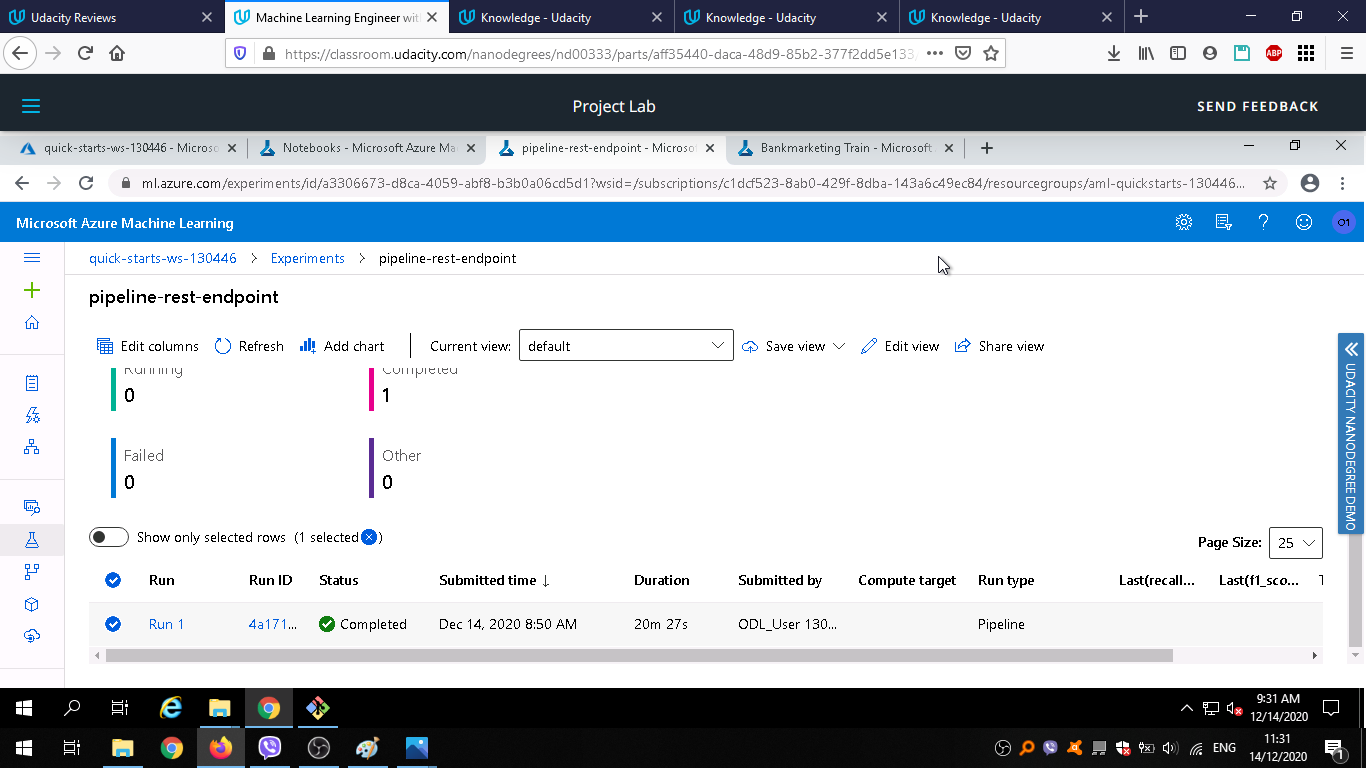 Udacity Reviews
Machine Learning Engineer with
Knowledge - Udacity
Knowledge - Udacity
Knowledge - Udacity
https://classroom.udacity.com/nanodegrees/nd00333/parts/aff35440-daca-48d9-85b2-377f2dd5e133/
ABP
Project Lab
SEND FEEDBACK
quick-starts-ws-130446 - Microso
Notebooks - Microsoft Azure Ma
pipeline-rest-endpoint - Microso
Bankmarketing Train - Microsoft
ml.azure.com/experiments/id/a3306673-d8ca-4059-abf8-b3b0a06cd5d1?wsid=/subscriptions/c1dcf523-8ab0-429f-8dba-143a6c49ec84/resourcegroups/aml-quickstarts-130446...
Microsoft Azure Machine Learning
O1
quick-starts-ws-130446 > Experiments > pipeline-rest-endpoint
pipeline-rest-endpoint
Edit columns Refresh Add chart Current view: default Save view Edit view Share view
Running Completed
0 1
Failed Other
0 0
UDACITY NANODEGREE DEMO
Show only selected rows (1 selected )
Page Size: 25
Run Run ID Status Submitted time ↓ Duration Submitted by Compute target Run type Last(recall... Last(f1_sco... T
Run 1 4a171... Completed Dec 14, 2020 8:50 AM 20m 27s ODL_User 130... Pipeline
9:31 AM
12/14/2020
ENG
11:31
14/12/2020
1